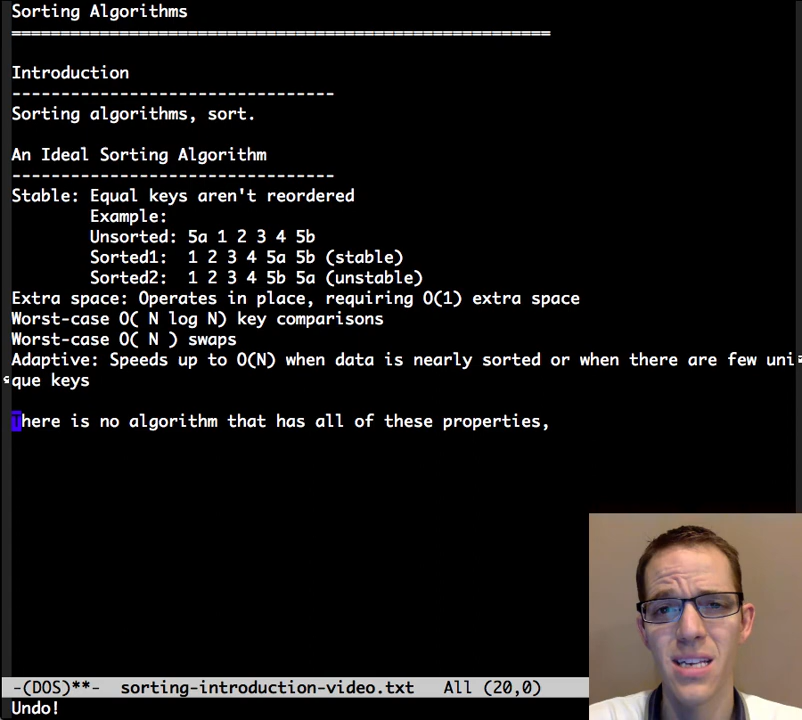 Sorting Algorithms
=======================================================
Introduction
---------------------------------
Sorting algorithms, sort.
An Ideal Sorting Algorithm
---------------------------------
Stable: Equal keys aren't reordered
Example:
Unsorted: 5a 1 2 3 4 5b
Sorted1: 1 2 3 4 5a 5b (stable)
Sorted2: 1 2 3 4 5b 5a (unstable)
Extra space: Operates in place, requiring O(1) extra space
Worst-case O( N log N) key comparisons
Worst-case O( N ) swaps
Adaptive: Speeds up to O(N) when data is nearly sorted or when there are few uni
que keys
There is no algorithm that has all of these properties,
-(DOS)**- sorting-introduction-video.txt All (20,0)
Undo!